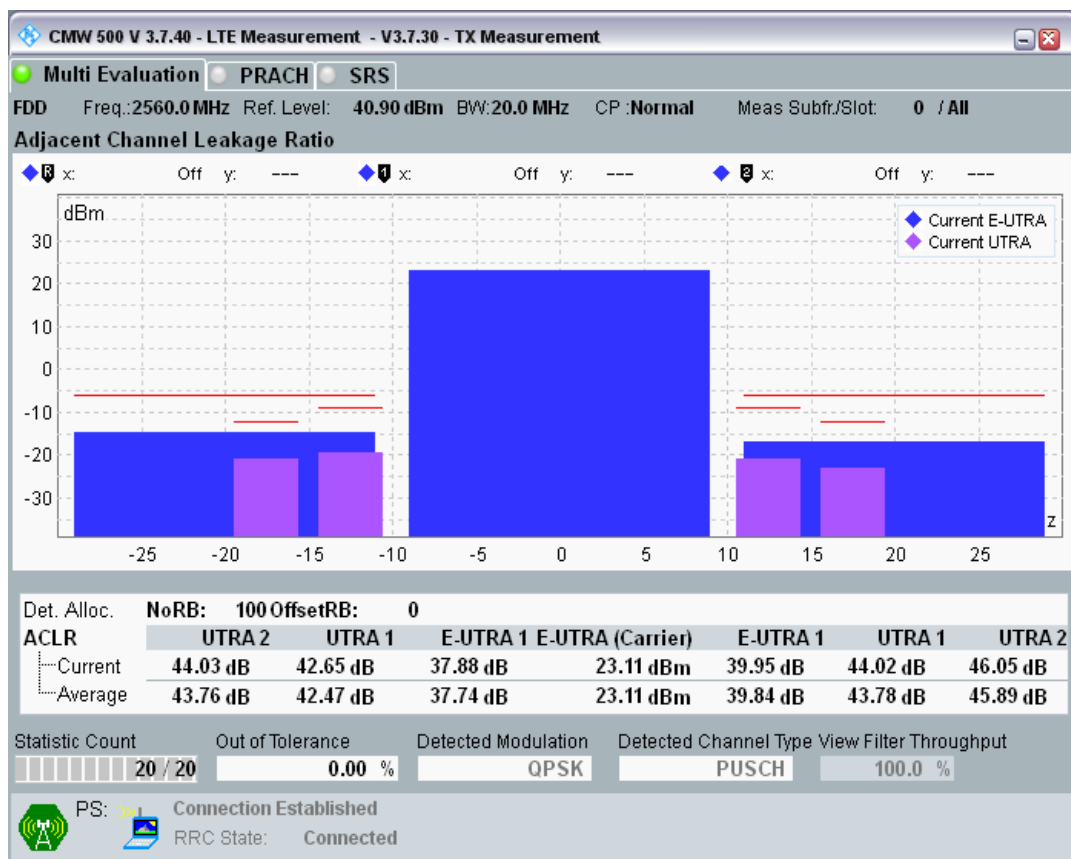 CMW 500 V 3.7.40 - LTE Measurement - V3.7.30 - TX Measurement
Multi Evaluation PRACH SRS
FDD Freq.:2560.0 MHz Ref. Level: 40.90 dBm BW:20.0 MHz CP :Normal Meas Subfr./Slot: 0 / All
Adjacent Channel Leakage Ratio
R x: Off y: --- 1 x: Off y: --- 2 x: Off y: ---
dBm
Current E-UTRA
Current UTRA
30
20
10
0
-10
-20
-30
z
-25 -20 -15 -10 -5 0 5 10 15 20 25
Det. Alloc. NoRB: 100 OffsetRB: 0
ACLR UTRA 2 UTRA 1 E-UTRA 1 E-UTRA (Carrier) E-UTRA 1 UTRA 1 UTRA 2
Current 44.03 dB 42.65 dB 37.88 dB 23.11 dBm 39.95 dB 44.02 dB 46.05 dB
Average 43.76 dB 42.47 dB 37.74 dB 23.11 dBm 39.84 dB 43.78 dB 45.89 dB
Statistic Count Out of Tolerance Detected Modulation Detected Channel Type View Filter Throughput
20 / 20 0.00 % QPSK PUSCH 100.0 %
PS: Connection Established
RRC State: Connected